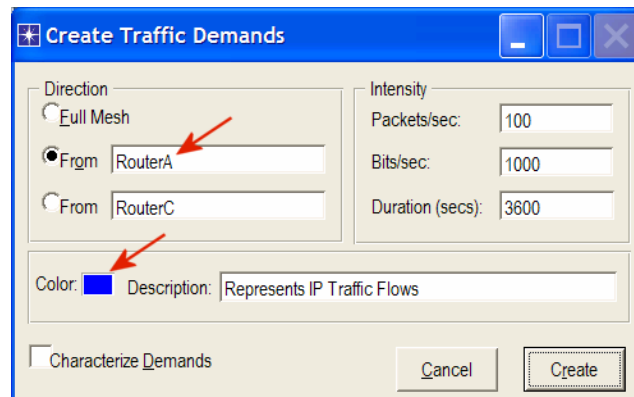 Create Traffic Demands
Direction
Full Mesh
From RouterA
From RouterC
Intensity
Packets/sec: 100
Bits/sec: 1000
Duration (secs): 3600
Color: Description: Represents IP Traffic Flows
Characterize Demands
Cancel
Create